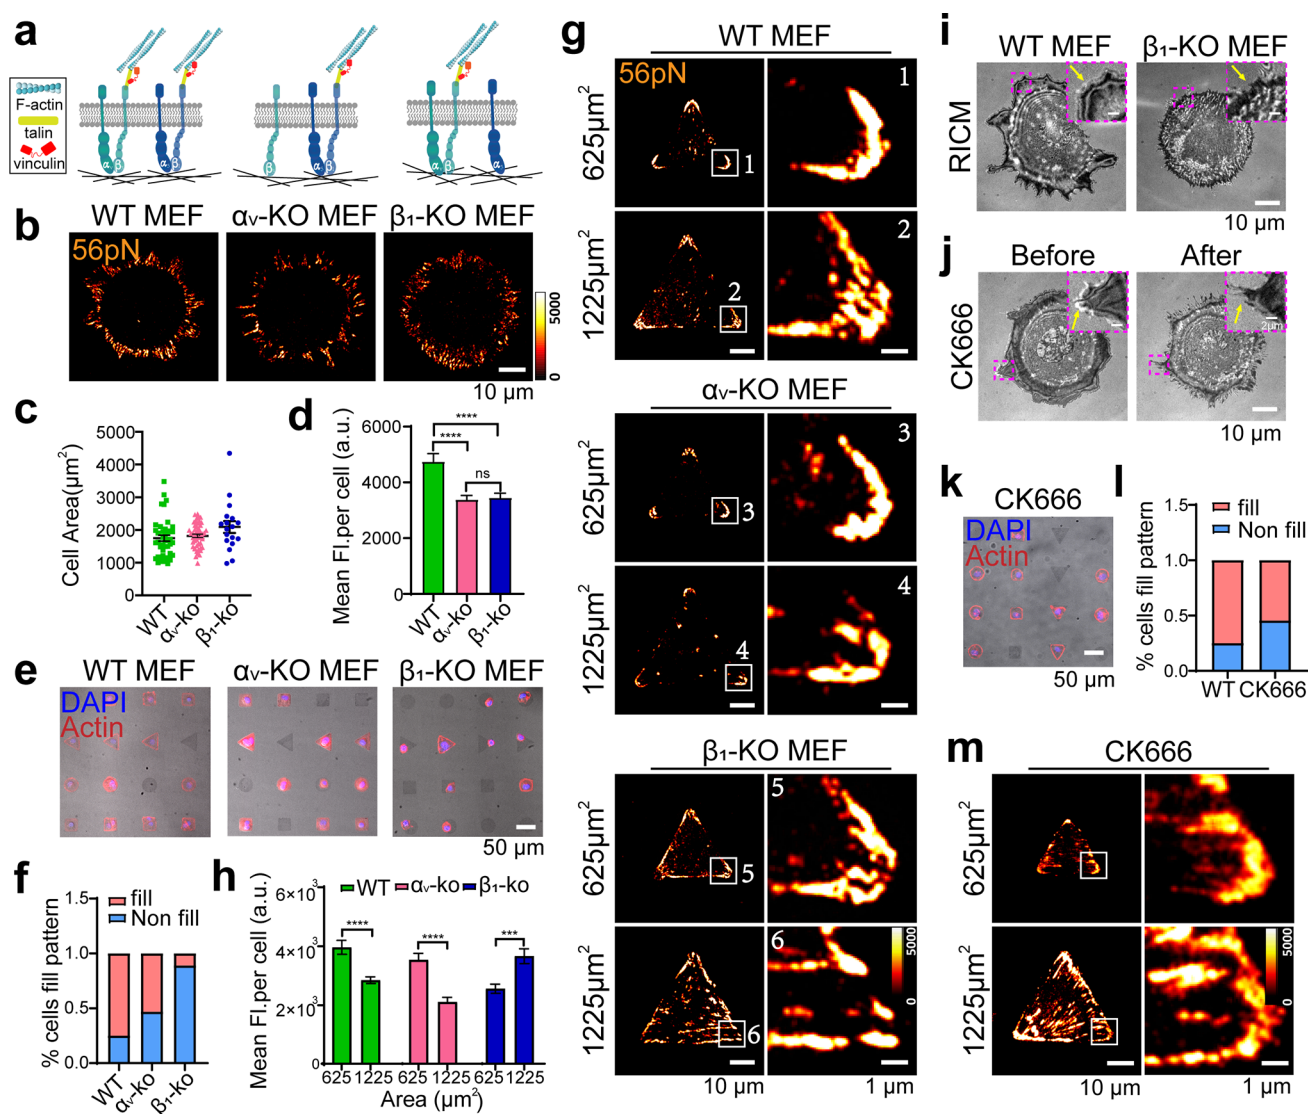 a
F-actin
talin
vinculin
α
β
α
β
β
α
β
α
β
α
b
WT MEF
αᵥ-KO MEF
β₁-KO MEF
56pN
5000
0
10 μm
c
Cell Area(μm²)
5000
4000
3000
2000
1000
0
WT
αᵥ-ko
β₁-ko
d
Mean FI.per cell (a.u.)
6000
4000
2000
0
****
****
ns
WT
αᵥ-ko
β₁-ko
e
WT MEF
αᵥ-KO MEF
β₁-KO MEF
DAPI
Actin
50 μm
f
% cells fill pattern
1.5
1.0
0.5
0.0
fill
Non fill
WT
αᵥ-ko
β₁-ko
g
WT MEF
56pN
625μm²
1
1
1225μm²
2
2
αᵥ-KO MEF
625μm²
3
3
1225μm²
4
4
β₁-KO MEF
625μm²
5
5
1225μm²
6
6
5000
0
10 μm
1 μm
h
Mean FI.per cell (a.u.)
6×10³
4×10³
2×10³
0
WT
αᵥ-ko
β₁-ko
****
****
***
625 1225
625 1225
625 1225
Area (μm²)
i
WT MEF
β₁-KO MEF
RICM
10 μm
j
Before
After
CK666
2μm
10 μm
k
CK666
DAPI
Actin
50 μm
l
% cells fill pattern
1.5
1.0
0.5
0.0
fill
Non fill
WT CK666
m
CK666
625μm²
1225μm²
5000
0
10 μm
1 μm